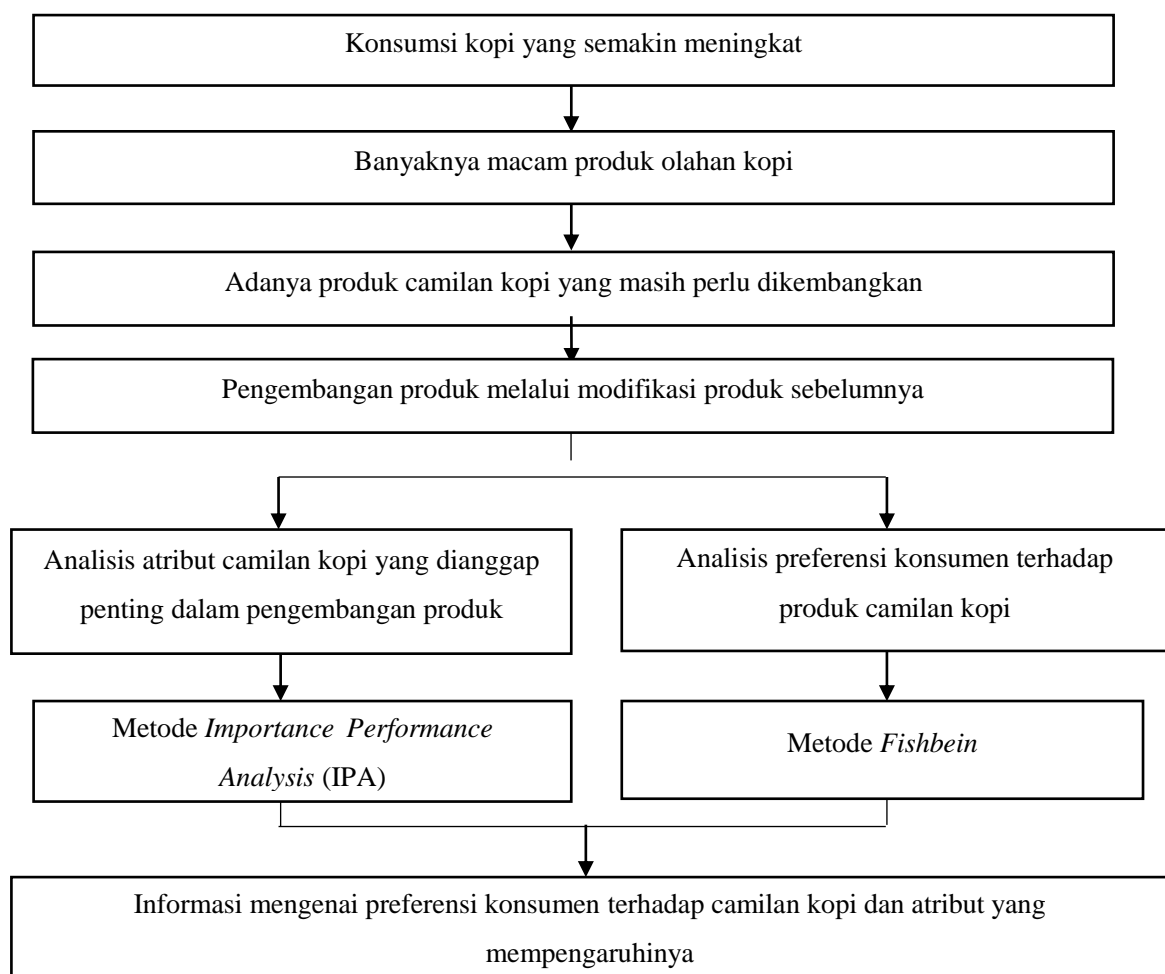 Konsumsi kopi yang semakin meningkat
Banyaknya macam produk olahan kopi
Adanya produk camilan kopi yang masih perlu dikembangkan
Pengembangan produk melalui modifikasi produk sebelumnya
Analisis atribut camilan kopi yang dianggap
penting dalam pengembangan produk
Analisis preferensi konsumen terhadap
produk camilan kopi
Metode Importance Performance
Analysis (IPA)
Metode Fishbein
Informasi mengenai preferensi konsumen terhadap camilan kopi dan atribut yang
mempengaruhinya